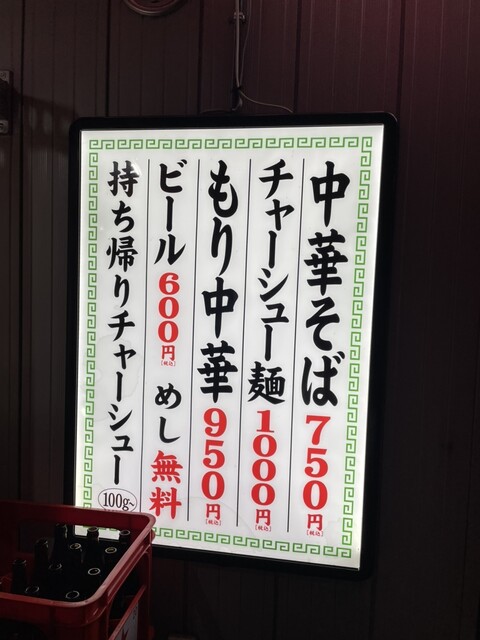 中華そば 750円(税込)
チャーシュー麺 1000円(税込)
もり中華 950円(税込)
ビール 600円(税込) めし 無料
持ち帰りチャーシュー 100g~